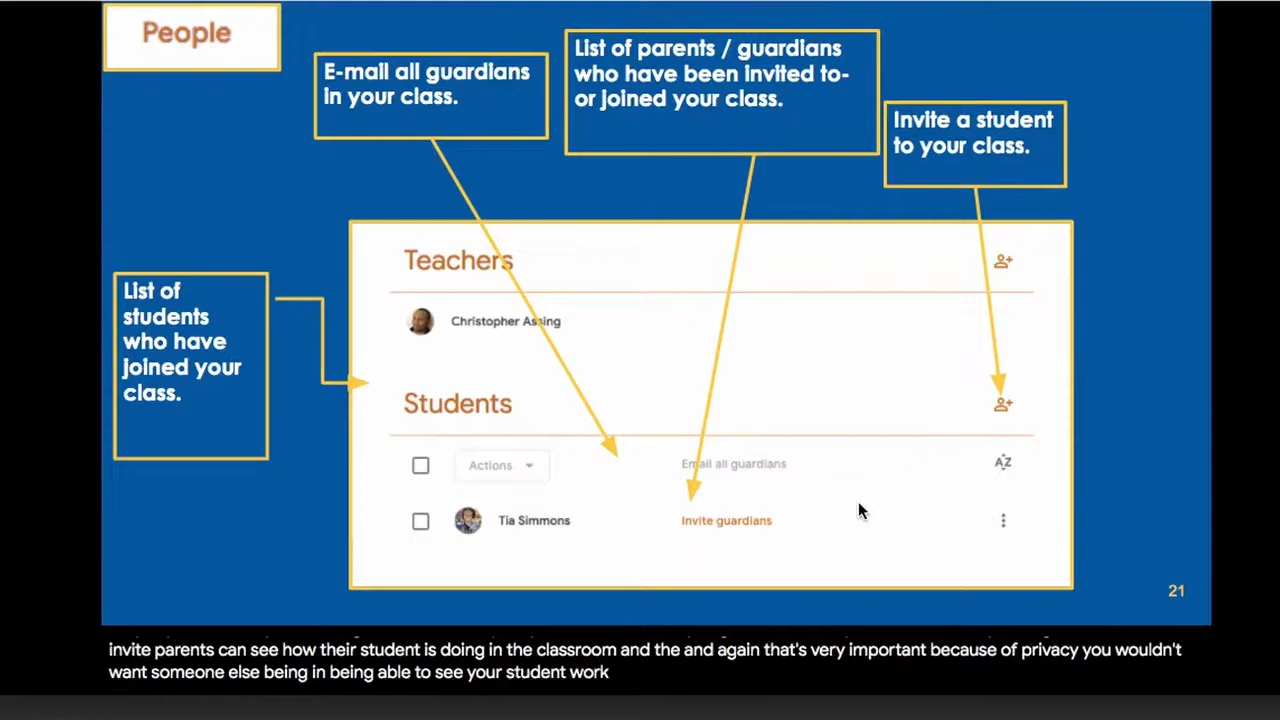 People
E-mail all guardians
in your class.
List of parents / guardians
who have been invited to-
or joined your class.
Invite a student
to your class.
List of
students
who have
joined your
class.
Teachers
Christopher Assing
Students
Actions
Email all guardians
AZ
Tia Simmons
Invite guardians
21
invite parents can see how their student is doing in the classroom and the and again that's very important because of privacy you wouldn't
want someone else being in being able to see your student work